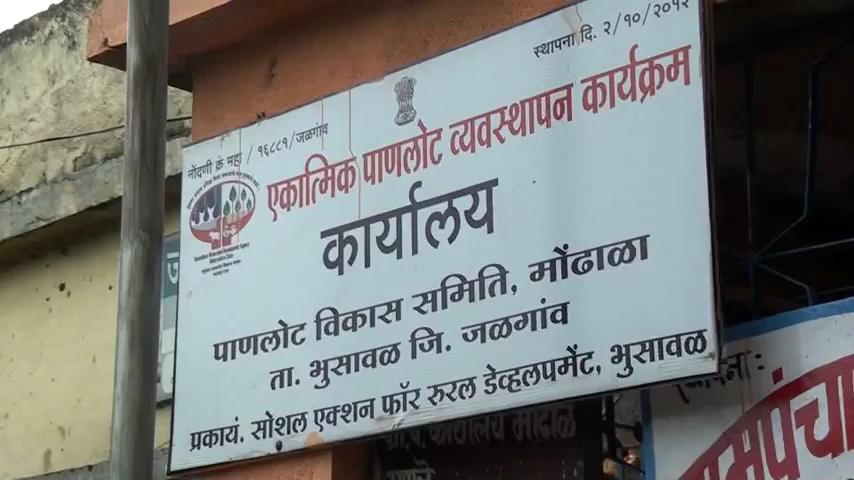 स्थापना दि. २/१०/२०१२
नोंदणी क्रं महा / १६८८१/जळगांव
एकात्मिक पाणलोट व्यवस्थापन कार्यक्रम
कार्यालय
पाणलोट विकास समिति, मोंढाळा
ता. भुसावळ जि. जळगांव
प्रकायं. सोशल एक्शन फॉर रुरल डेव्हलपमेंट, भुसावळ